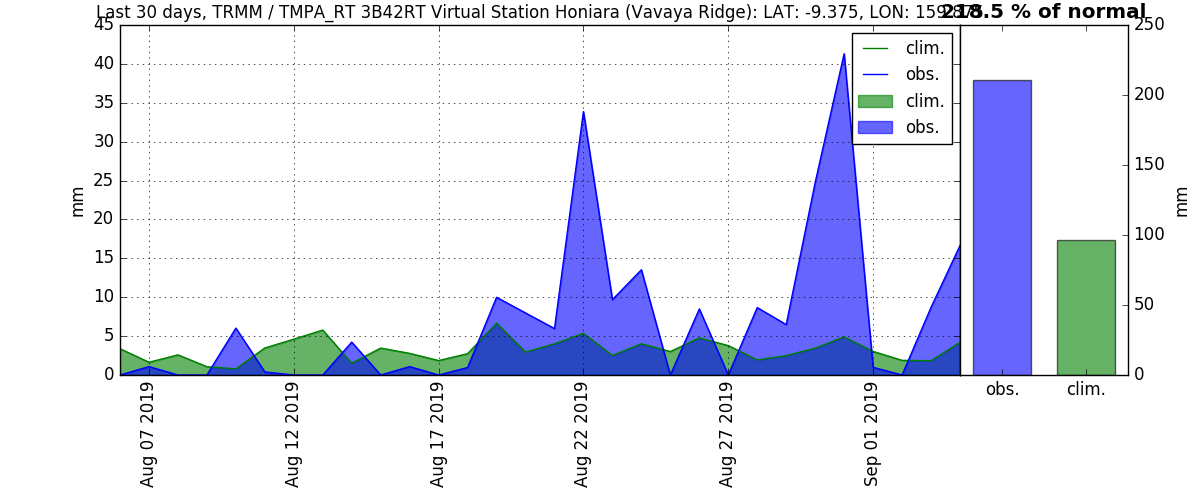 Last 30 days, TRMM / TMPA_RT 3B42RT Virtual Station Honiara (Vavaya Ridge): LAT: -9.375, LON:
218.5 % of normal
45
40
35
30
25
20
15
10
5
0
mm
clim.
obs.
clim.
obs.
Aug 07 2019
Aug 12 2019
Aug 17 2019
Aug 22 2019
Aug 27 2019
Sep 01 2019
250
200
150
100
50
0
mm
obs.
clim.